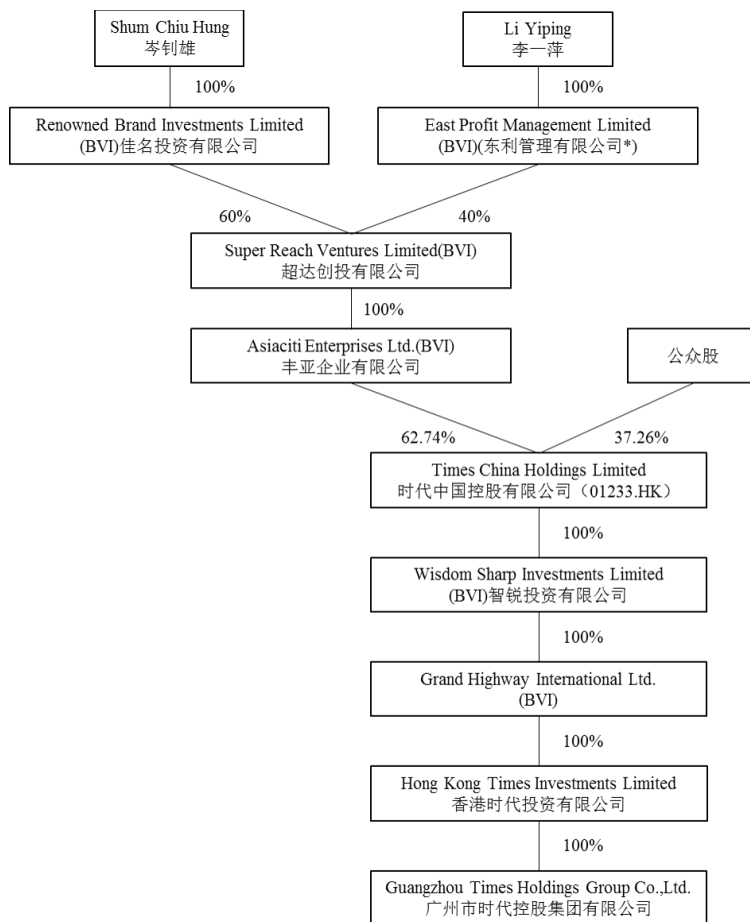 Shum Chiu Hung
岑钊雄
Li Yiping
李一萍
100%
100%
Renowned Brand Investments Limited
(BVI)佳名投资有限公司
East Profit Management Limited
(BVI)(东利管理有限公司*)
60%
40%
Super Reach Ventures Limited(BVI)
超达创投有限公司
100%
Asiaciti Enterprises Ltd.(BVI)
丰亚企业有限公司
公众股
62.74%
37.26%
Times China Holdings Limited
时代中国控股有限公司（01233.HK）
100%
Wisdom Sharp Investments Limited
(BVI)智锐投资有限公司
100%
Grand Highway International Ltd.
(BVI)
100%
Hong Kong Times Investments Limited
香港时代投资有限公司
100%
Guangzhou Times Holdings Group Co.,Ltd.
广州市时代控股集团有限公司